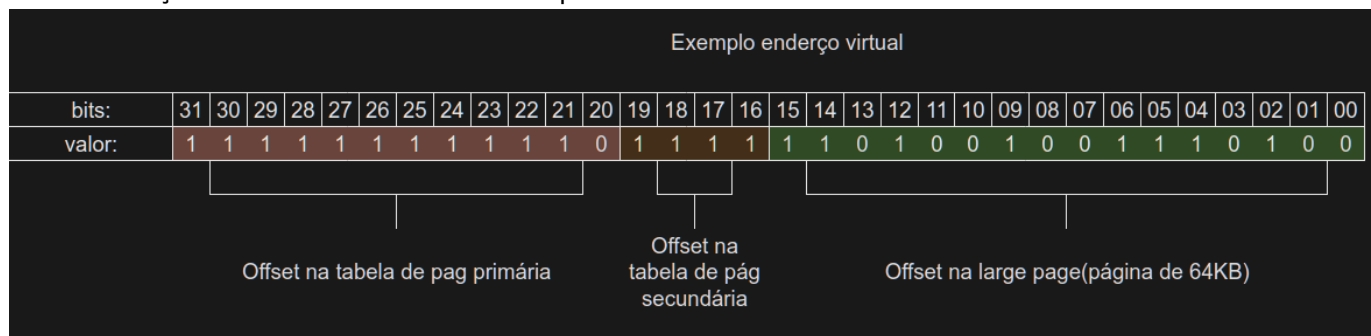 Exemplo enderço virtual
bits: 31 30 29 28 27 26 25 24 23 22 21 20 19 18 17 16 15 14 13 12 11 10 09 08 07 06 05 04 03 02 01 00
valor: 1 1 1 1 1 1 1 1 1 1 1 0 1 1 1 1 1 1 0 1 0 0 1 0 0 1 1 1 0 1 0 0
Offset na tabela de pag primária
Offset na
tabela de pág
secundária
Offset na large page(página de 64KB)